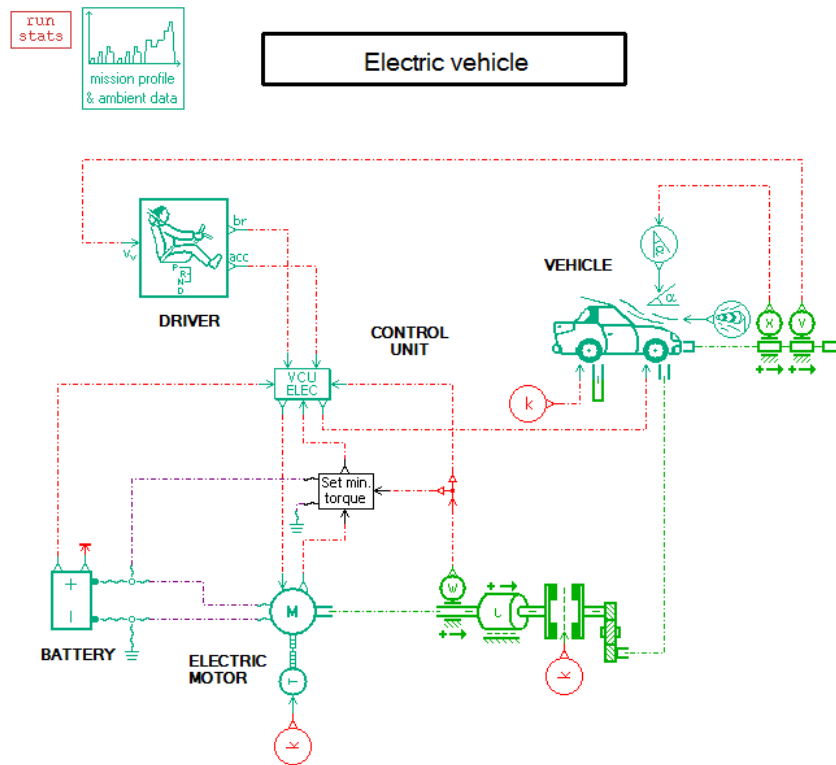 run
stats
mission profile
& ambient data
Electric vehicle
br
acc
Vv
P
R
N
D
DRIVER
VEHICLE
α
α
X
V
CONTROL
UNIT
VCU
ELEC
k
Set min.
torque
W
+
M
BATTERY
ELECTRIC
MOTOR
T
k
k